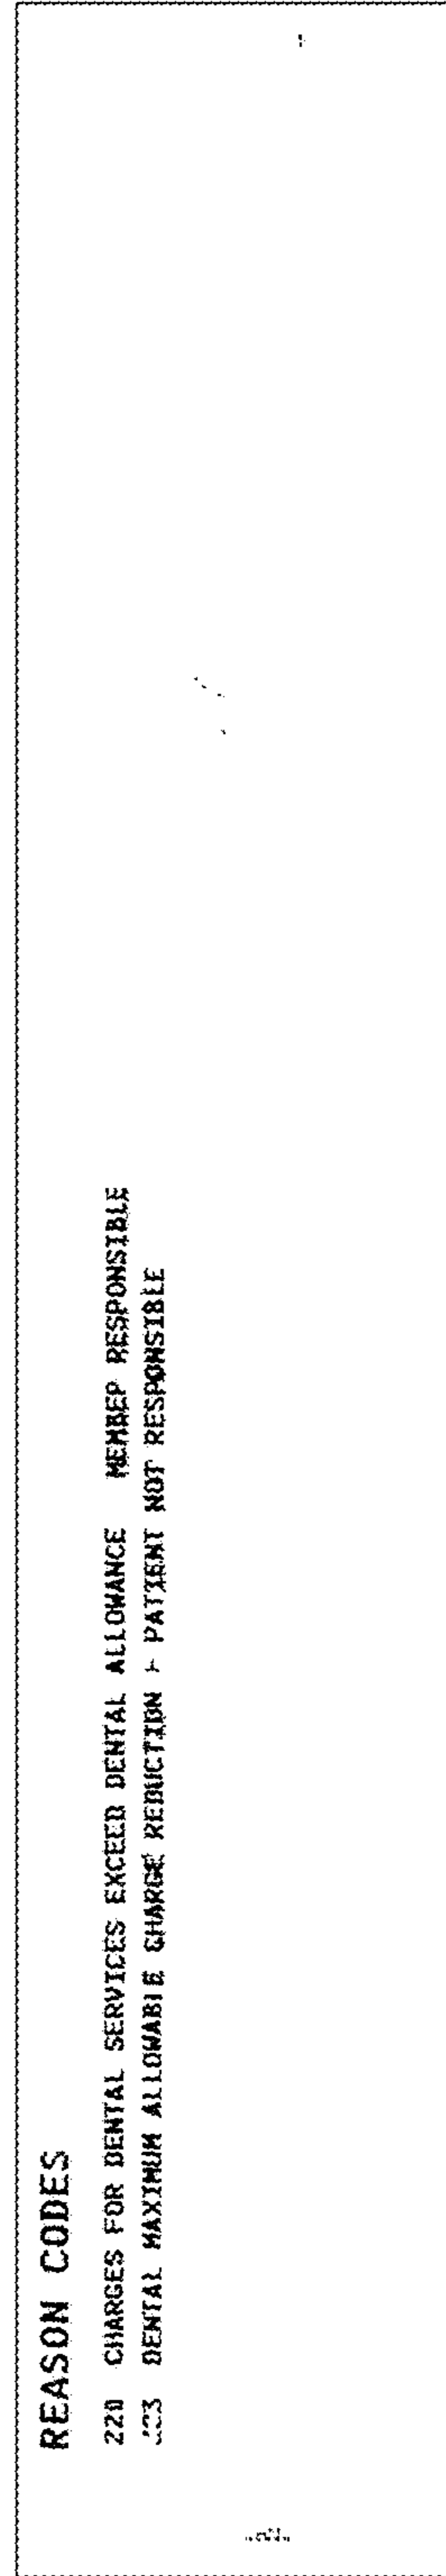 REASON CODES
220 CHARGES FOR DENTAL SERVICES EXCEED DENTAL ALLOWANCE MEMBER RESPONSIBLE
DENTAL MAXIMUM ALLOWABLE CHARGE REDUCTION - PATIENT NOT RESPONSIBLE